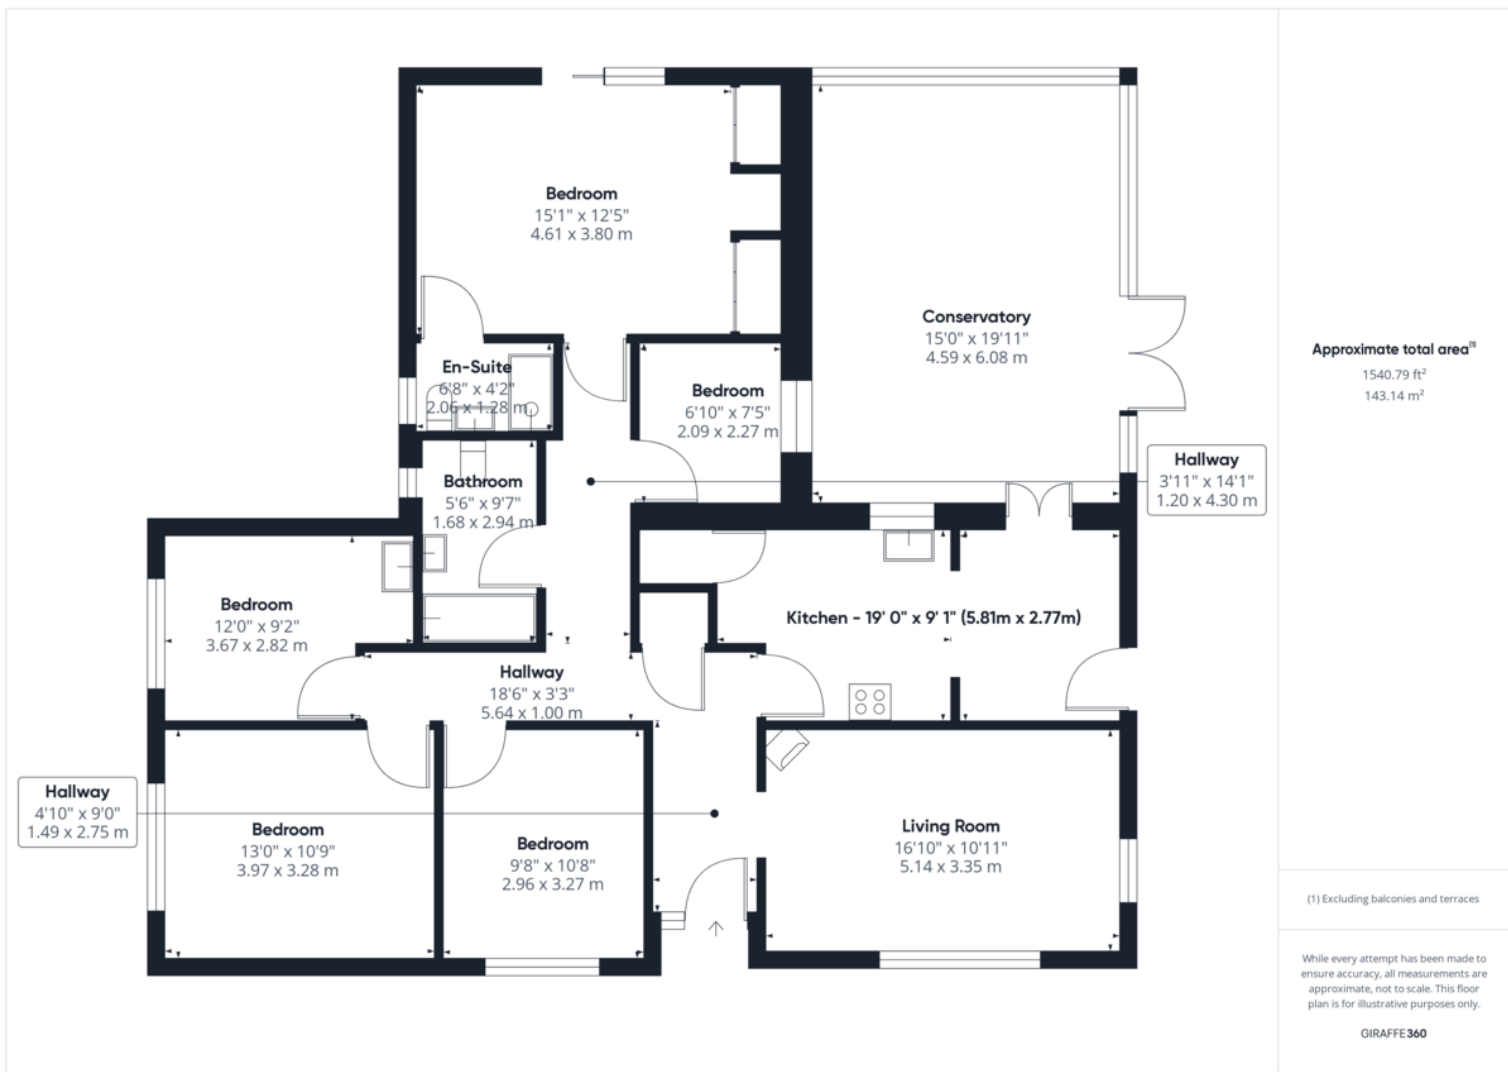 Bedroom
15'1" x 12'5"
4.61 x 3.80 m
Conservatory
15'0" x 19'11"
4.59 x 6.08 m
En-Suite
6'8" x 4'2"
2.06 x 1.28 m
Bedroom
6'10" x 7'5"
2.09 x 2.27 m
Hallway
3'11" x 14'1"
1.20 x 4.30 m
Bathroom
5'6" x 9'7"
1.68 x 2.94 m
Bedroom
12'0" x 9'2"
3.67 x 2.82 m
Kitchen - 19' 0" x 9' 1" (5.81m x 2.77m)
Hallway
18'6" x 3'3"
5.64 x 1.00 m
Hallway
4'10" x 9'0"
1.49 x 2.75 m
Bedroom
13'0" x 10'9"
3.97 x 3.28 m
Bedroom
9'8" x 10'8"
2.96 x 3.27 m
Living Room
16'10" x 10'11"
5.14 x 3.35 m
Approximate total area(1)
1540.79 ft²
143.14 m²
(1) Excluding balconies and terraces
While every attempt has been made to
ensure accuracy, all measurements are
approximate, not to scale. This floor
plan is for illustrative purposes only.
GIRAFFE360